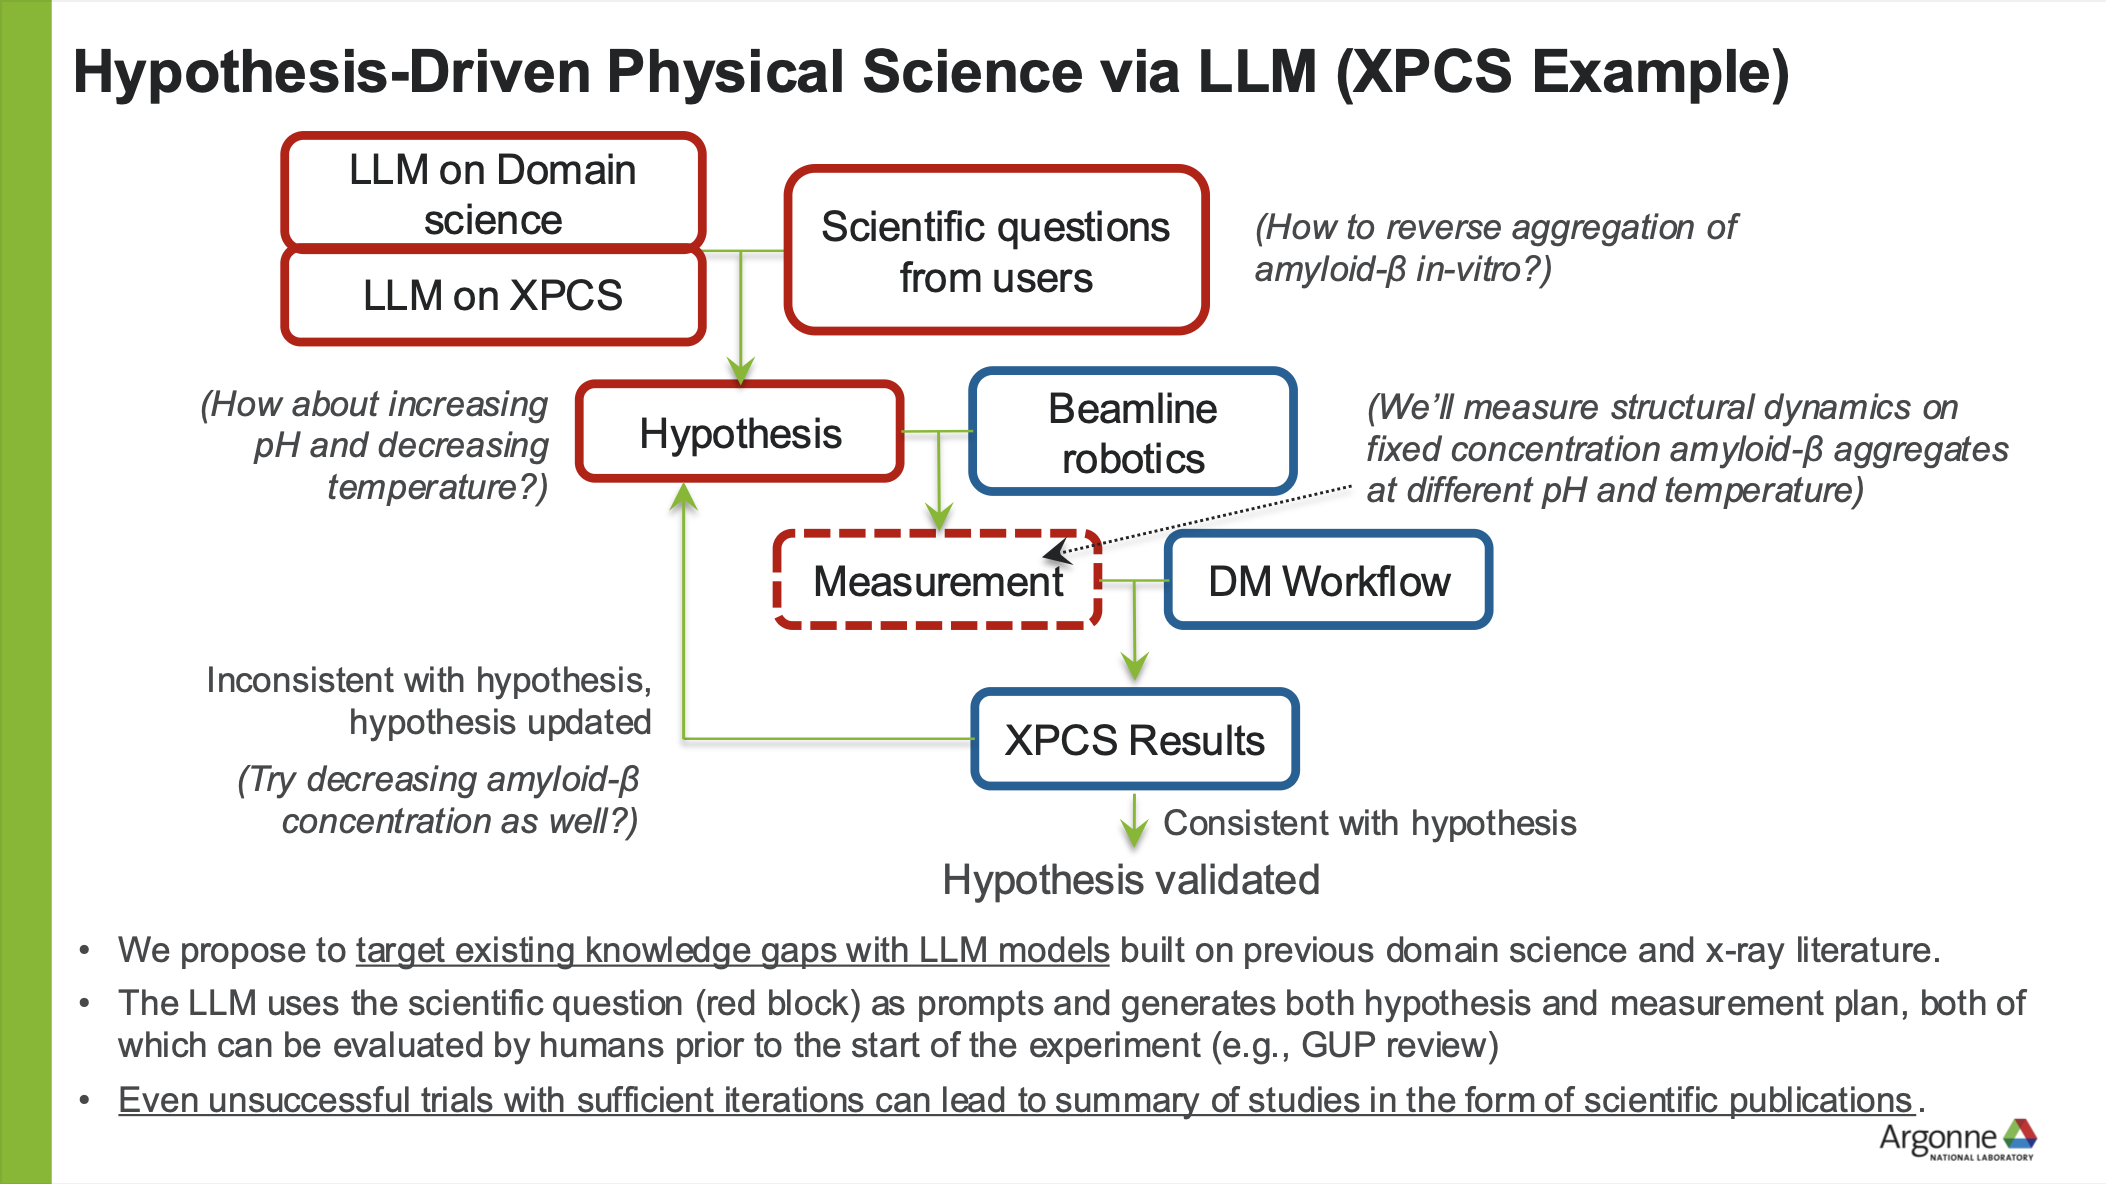 Hypothesis-Driven Physical Science via LLM (XPCS Example)
LLM on Domain
science
LLM on XPCS
Scientific questions
from users
(How to reverse aggregation of
amyloid-β in-vitro?)
(How about increasing
pH and decreasing
temperature?)
Hypothesis
Beamline
robotics
(We’ll measure structural dynamics on
fixed concentration amyloid-β aggregates
at different pH and temperature)
Measurement
DM Workflow
Inconsistent with hypothesis,
hypothesis updated
(Try decreasing amyloid-β
concentration as well?)
XPCS Results
Consistent with hypothesis
Hypothesis validated
• We propose to target existing knowledge gaps with LLM models built on previous domain science and x-ray literature.
• The LLM uses the scientific question (red block) as prompts and generates both hypothesis and measurement plan, both of
which can be evaluated by humans prior to the start of the experiment (e.g., GUP review)
• Even unsuccessful trials with sufficient iterations can lead to summary of studies in the form of scientific publications.
Argonne
NATIONAL LABORATORY